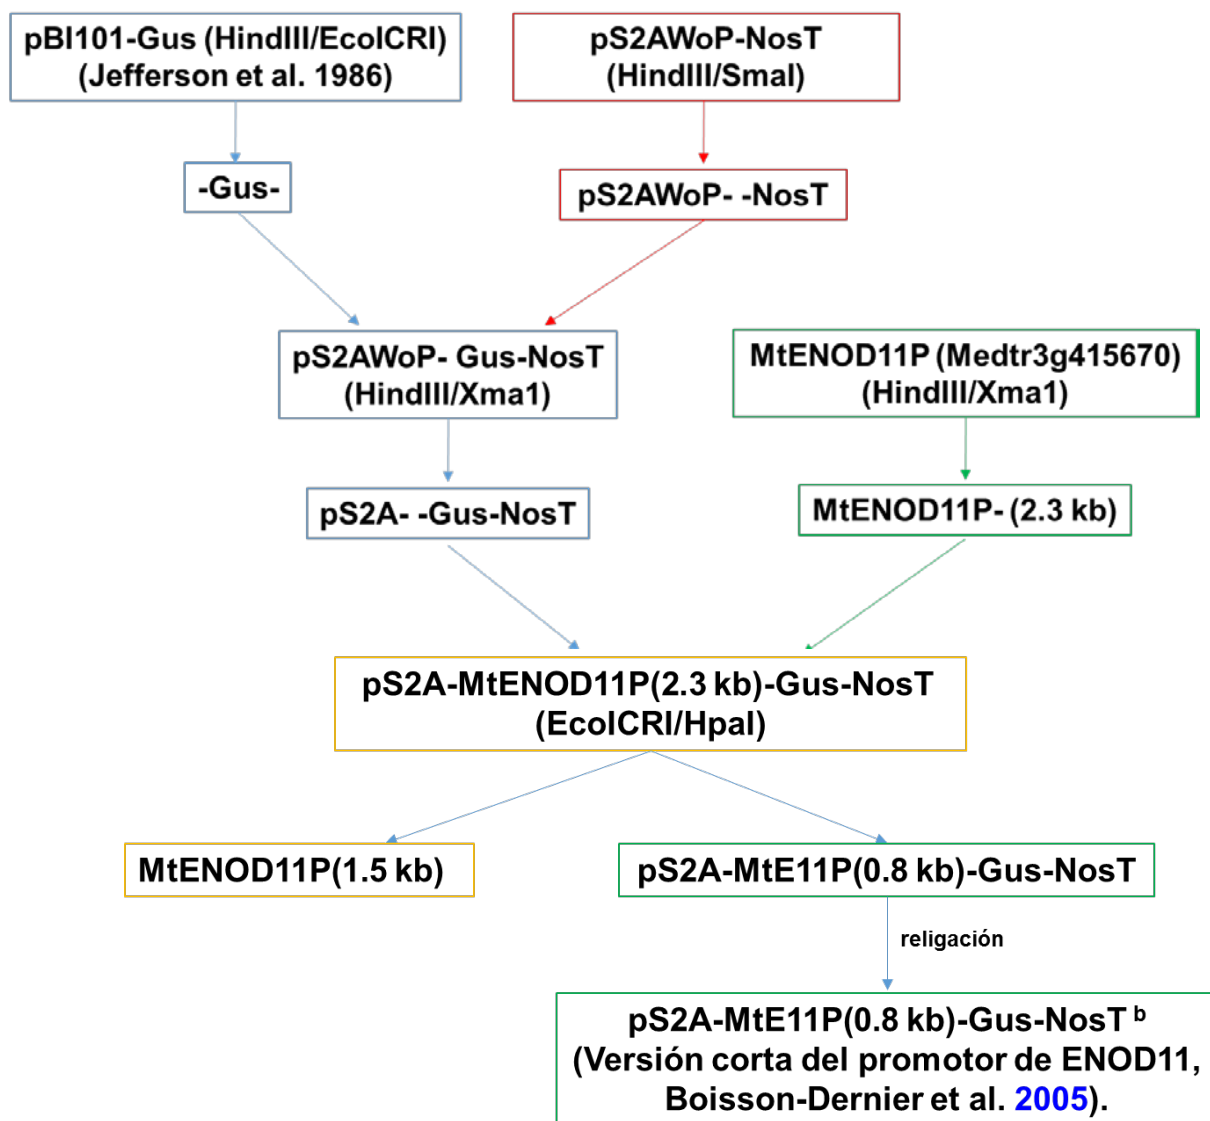 pBI101-Gus (HindIII/EcoICRI)
(Jefferson et al. 1986)
pS2AWoP-NosT
(HindIII/SmaI)
-Gus-
pS2AWoP- -NosT
pS2AWoP- Gus-NosT
(HindIII/Xma1)
MtENOD11P (Medtr3g415670)
(HindIII/Xma1)
pS2A- -Gus-NosT
MtENOD11P- (2.3 kb)
pS2A-MtENOD11P(2.3 kb)-Gus-NosT
(EcoICRI/HpaI)
MtENOD11P(1.5 kb)
pS2A-MtE11P(0.8 kb)-Gus-NosT
religación
pS2A-MtE11P(0.8 kb)-Gus-NosT b
(Versión corta del promotor de ENOD11,
Boisson-Dernier et al. 2005).